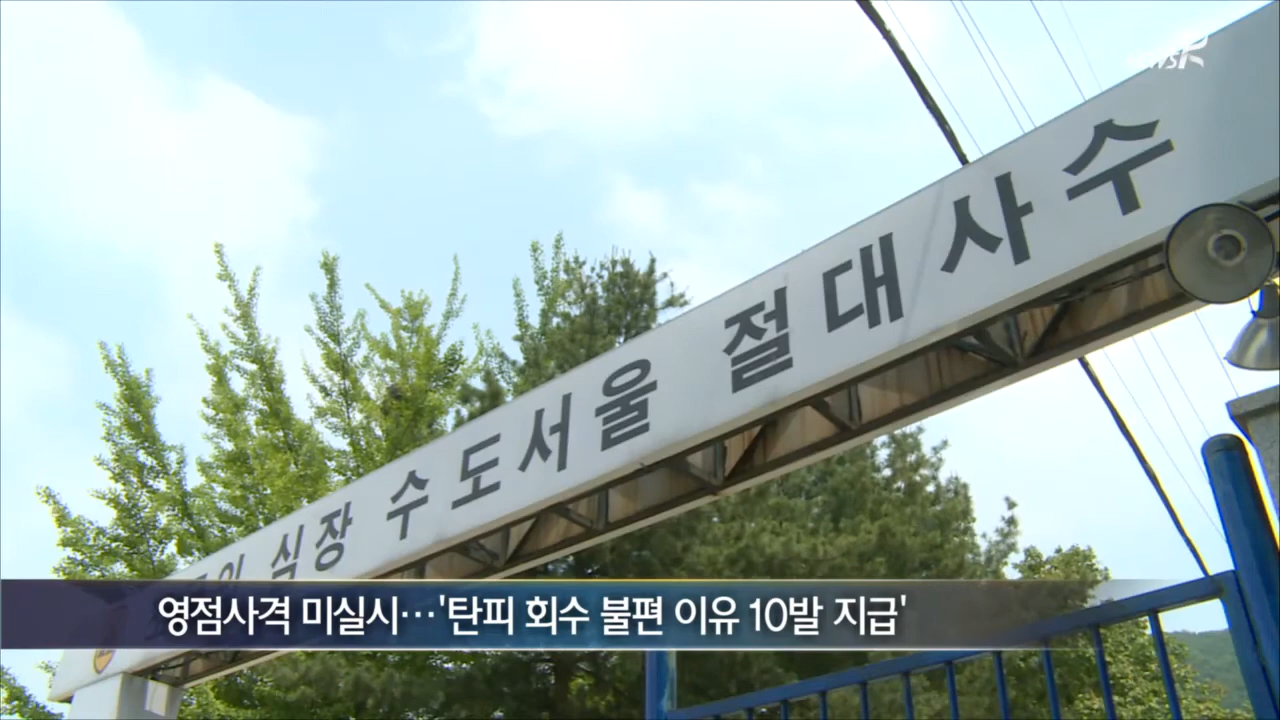 심장 수도서울 절대사수
영점사격 미실시…'탄피 회수 불편 이유 10발 지급'